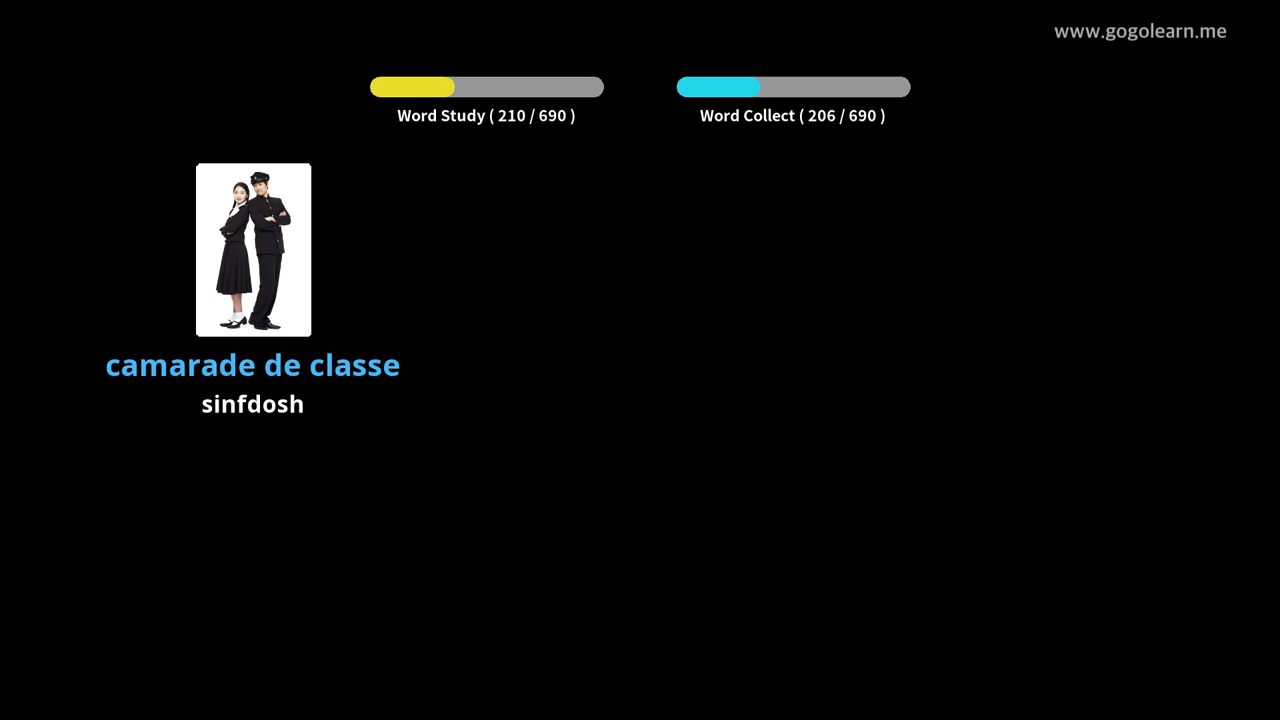 www.gogolearn.me
Word Study ( 210 / 690 )
Word Collect ( 206 / 690 )
camarade de classe
sinfdosh